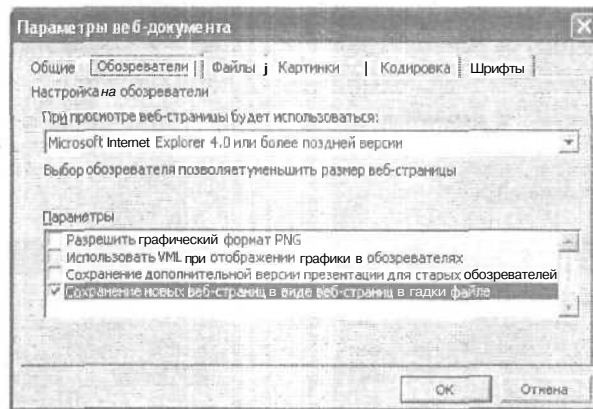 Параметры веб-документа
Общие Обозреватели Файлы Картинки Кодировка Шрифты
Настройка на обозреватели
При просмотре веб-страницы будет использоваться:
Microsoft Internet Explorer 4.0 или более поздней версии
Выбор обозревателя позволяет уменьшить размер веб-страницы
Параметры
Разрешить графический формат PNG
Использовать VML при отображении графики в обозревателях
Сохранение дополнительной версии презентации для старых обозревателей
Сохранение новых веб-страниц в виде веб-страниц в гадки файле
ОК Отмена